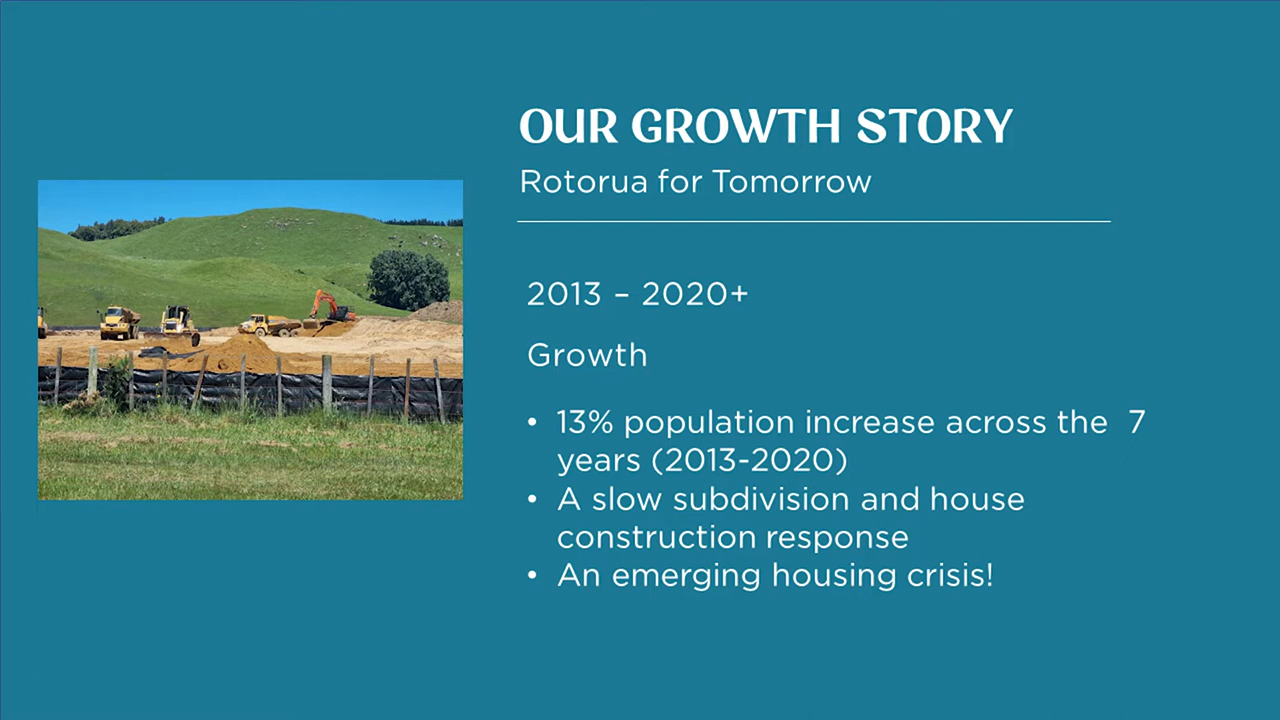 OUR GROWTH STORY
Rotorua for Tomorrow
2013 – 2020+
Growth
• 13% population increase across the  7
years (2013-2020)
• A slow subdivision and house
construction response
• An emerging housing crisis!